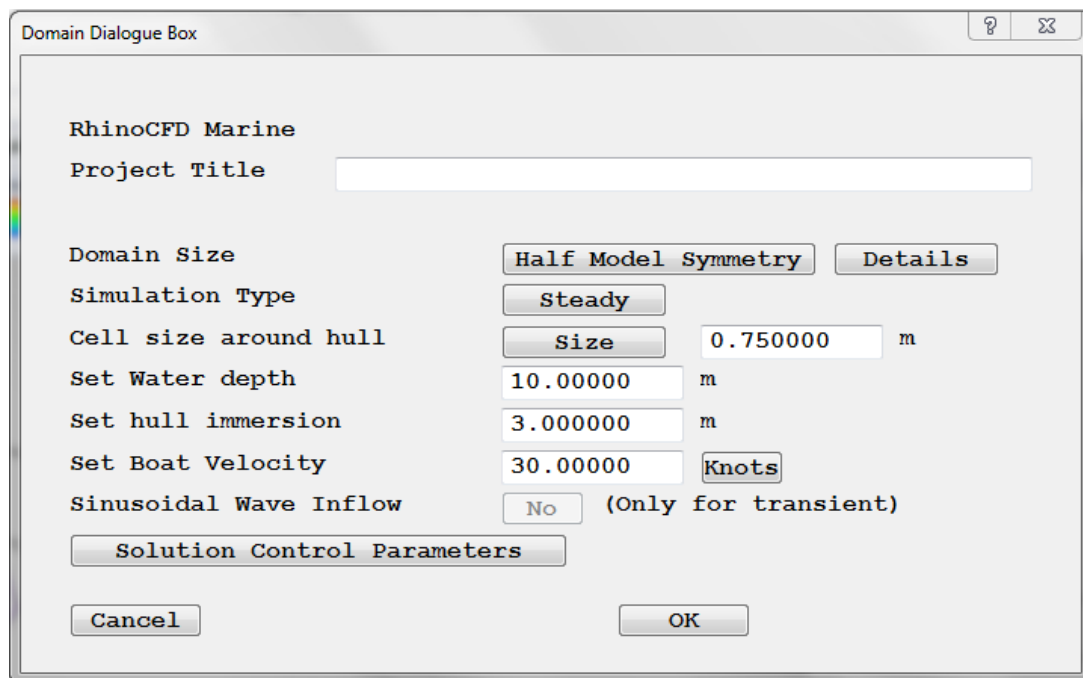 Domain Dialogue Box ?
RhinoCFD Marine
Project Title
Domain Size Half Model Symmetry Details
Simulation Type Steady
Cell size around hull Size 0.750000 m
Set Water depth 10.00000 m
Set hull immersion 3.000000 m
Set Boat Velocity 30.00000 Knots
Sinusoidal Wave Inflow No (Only for transient)
Solution Control Parameters
Cancel OK